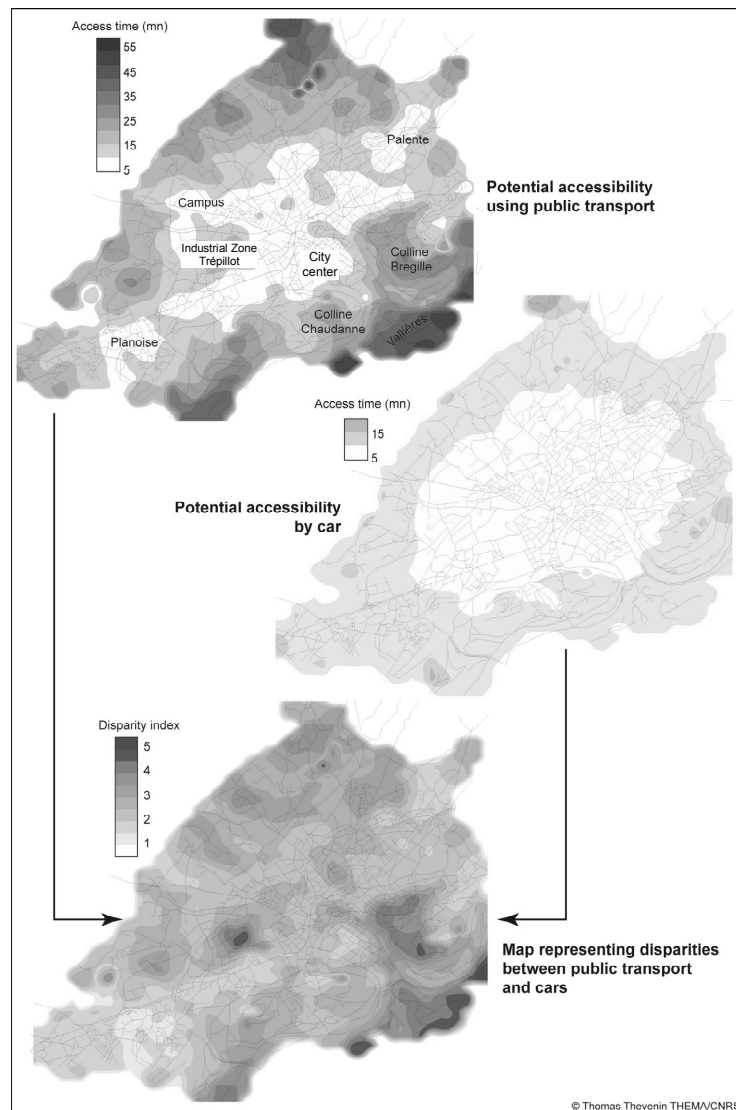 Access time (mn)
55
45
35
25
15
5
Palente
Potential accessibility
using public transport
Campus
Industrial Zone
Trépillot
City
center
Colline
Bregille
Colline
Chaudanne
Vallières
Planoise
Access time (mn)
15
5
Potential accessibility
by car
Disparity index
5
4
3
2
1
Map representing disparities
between public transport
and cars
© Thomas Thevenin THEMA/CNRS